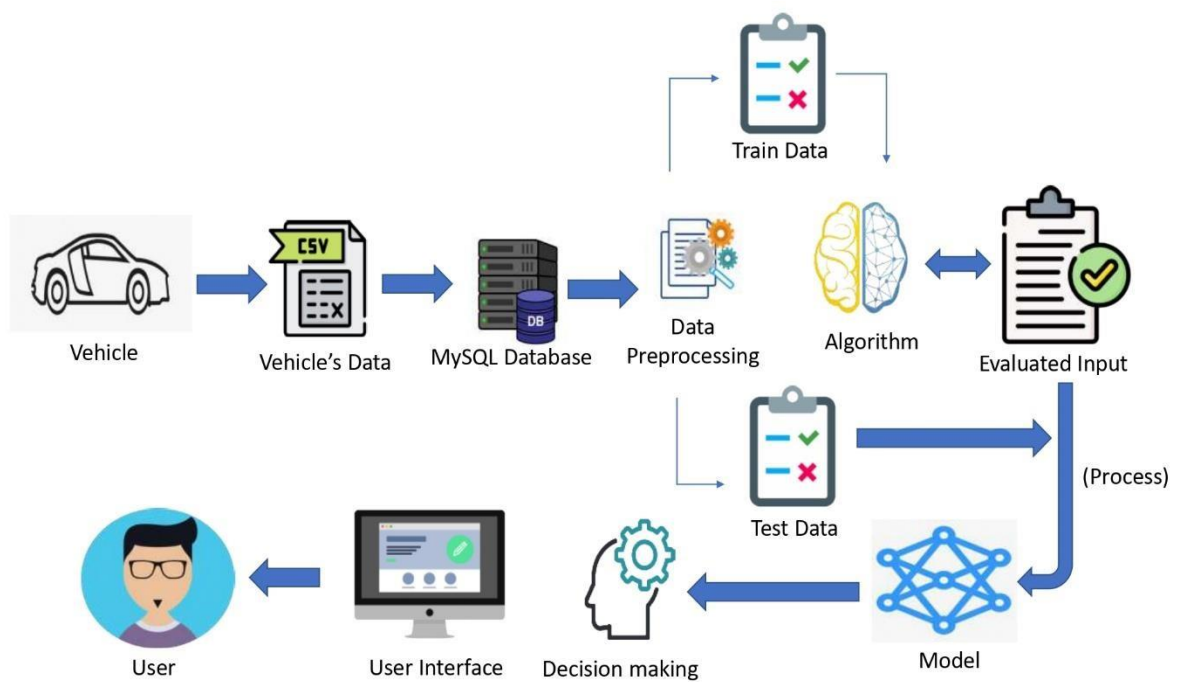 Train Data
CSV
DB
Vehicle
Vehicle's Data
MySQL Database
Data
Preprocessing
Algorithm
Evaluated Input
Test Data
(Process)
User
User Interface
Decision making
Model